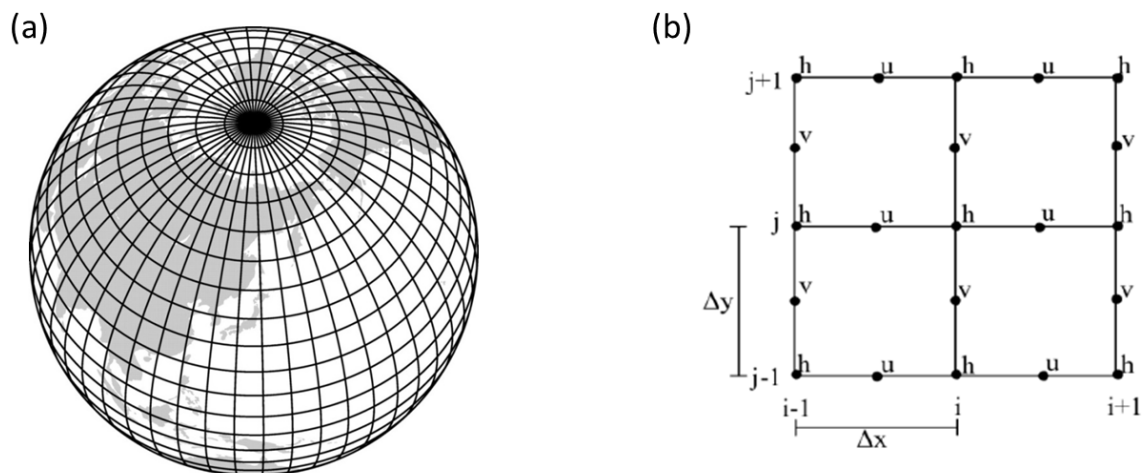 (a)
(b)
j+1 h u h u h
v v v
j h u h u h
Δy
v v v
j-1 h u h u h
i-1 i i+1
Δx